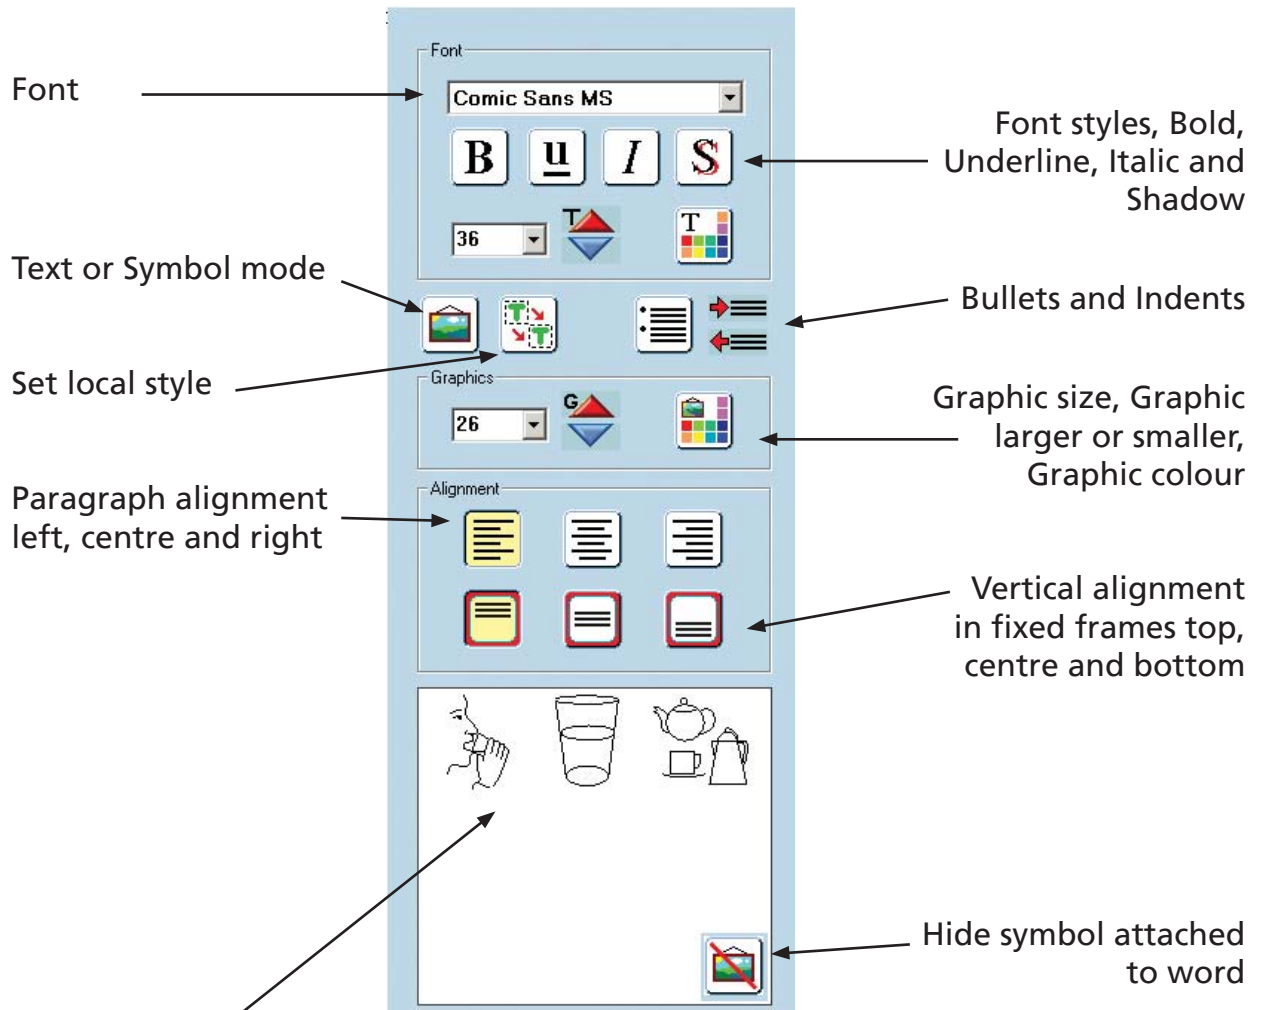 Font
Font
Comic Sans MS
Font styles, Bold,
Underline, Italic and
Shadow
B
u
I
S
36
T
T
Text or Symbol mode
Bullets and Indents
T
T
Set local style
Graphics
26
G
Graphic size, Graphic
larger or smaller,
Graphic colour
Paragraph alignment
left, centre and right
Alignment
Vertical alignment
in fixed frames top,
centre and bottom
Hide symbol attached
to word